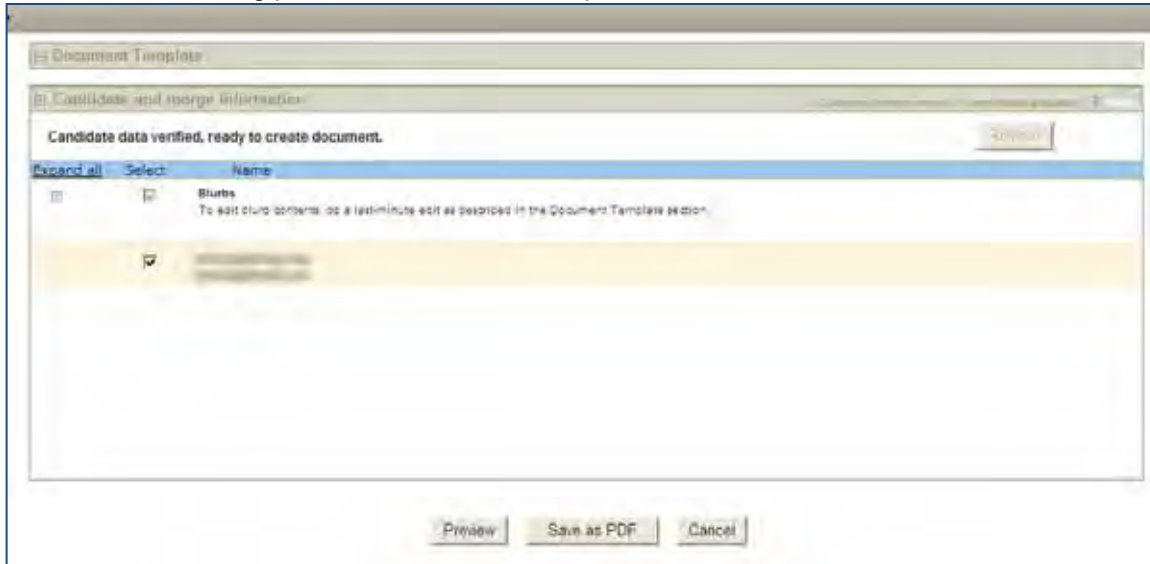 Document Template
Candidate and merge information
Candidate data verified, ready to create document.
Refresh
Expand all Select Name
Blurbs
To edit blurb contents, do a last-minute edit as described in the Document Template section.
Preview Save as PDF Cancel